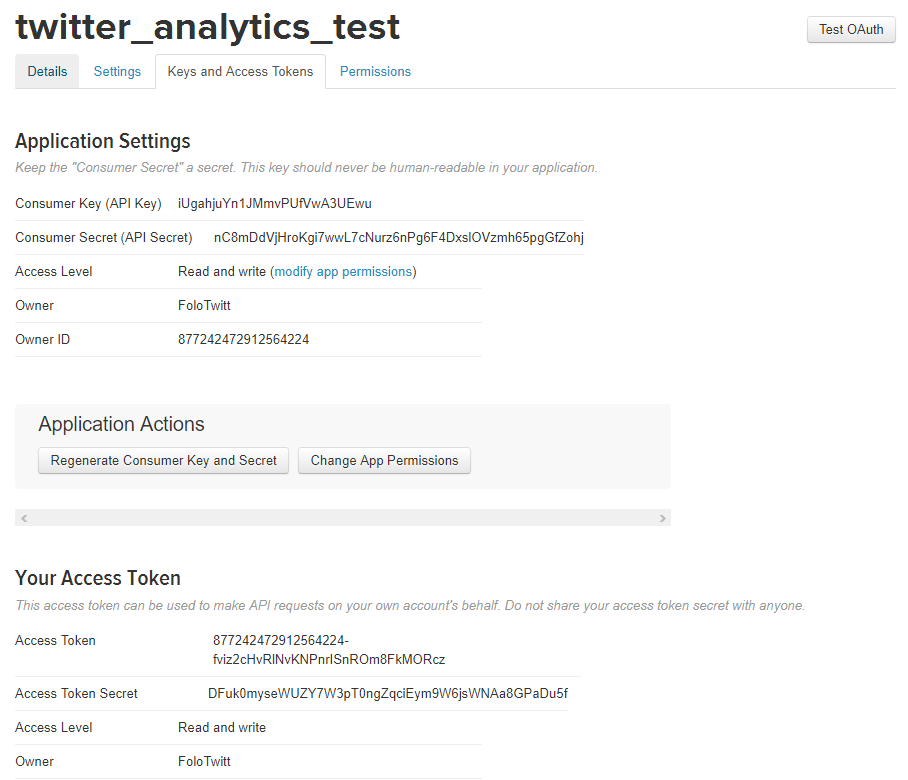 twitter_analytics_test
Test OAuth
Details Settings Keys and Access Tokens Permissions
Application Settings
Keep the "Consumer Secret" a secret. This key should never be human-readable in your application.
Consumer Key (API Key) iUgahjuYn1JMmvPUfVwA3UEwu
Consumer Secret (API Secret) nC8mDdVjHroKgi7wwL7cNurz6nPg6F4DxslOVzmh65pgGfZohj
Access Level Read and write (modify app permissions)
Owner FoloTwitt
Owner ID 877242472912564224
Application Actions
Regenerate Consumer Key and Secret Change App Permissions
Your Access Token
This access token can be used to make API requests on your own account's behalf. Do not share your access token secret with anyone.
Access Token 877242472912564224-
fviz2cHvRlNvKNPnrISnROm8FkMORcz
Access Token Secret DFuk0myseWUZY7W3pT0ngZqciEym9W6jsWNAa8GPaDu5f
Access Level Read and write
Owner FoloTwitt